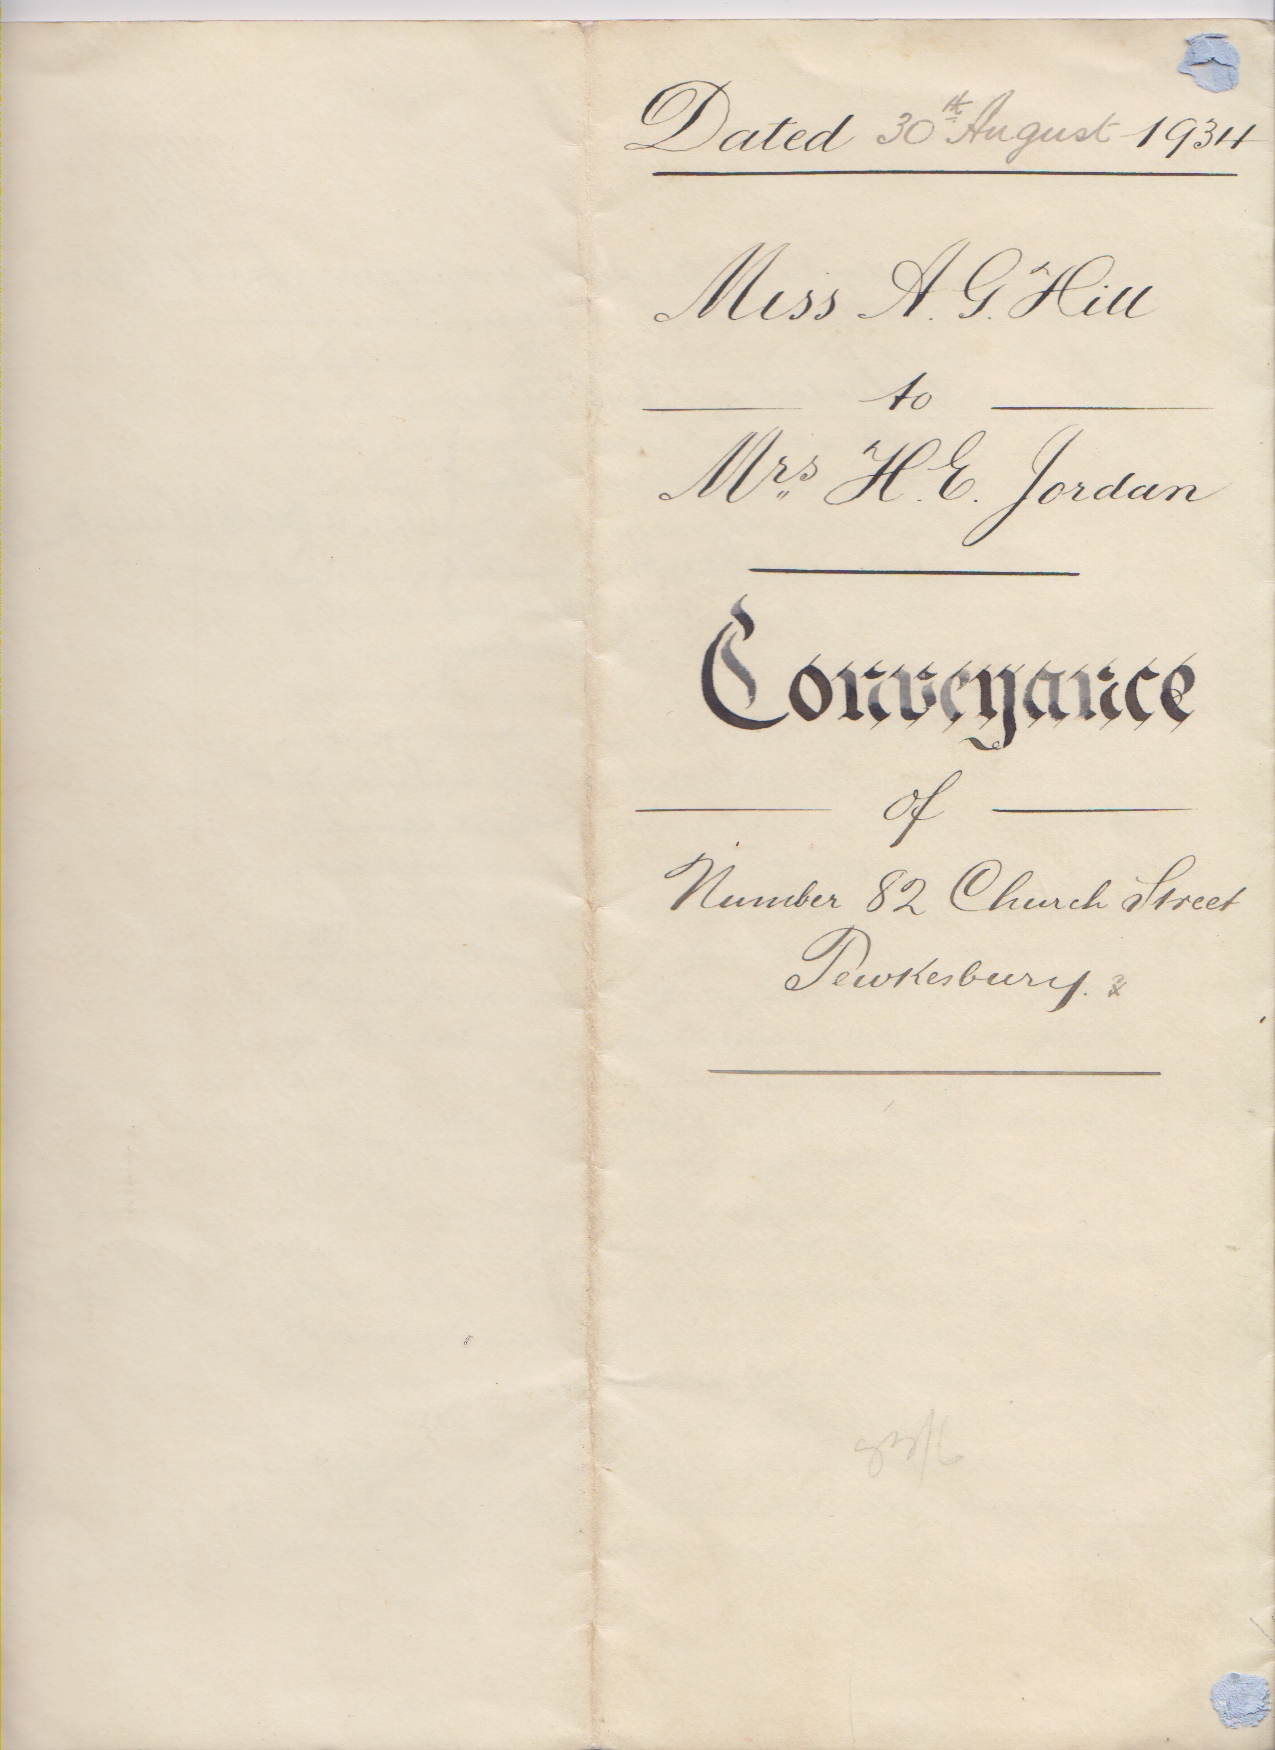 Dated 30th August 1934
Miss A. G. Hill
to
Mrs H. E. Jordan
Conveyance
of
Number 82 Church Street
Tewkesbury.